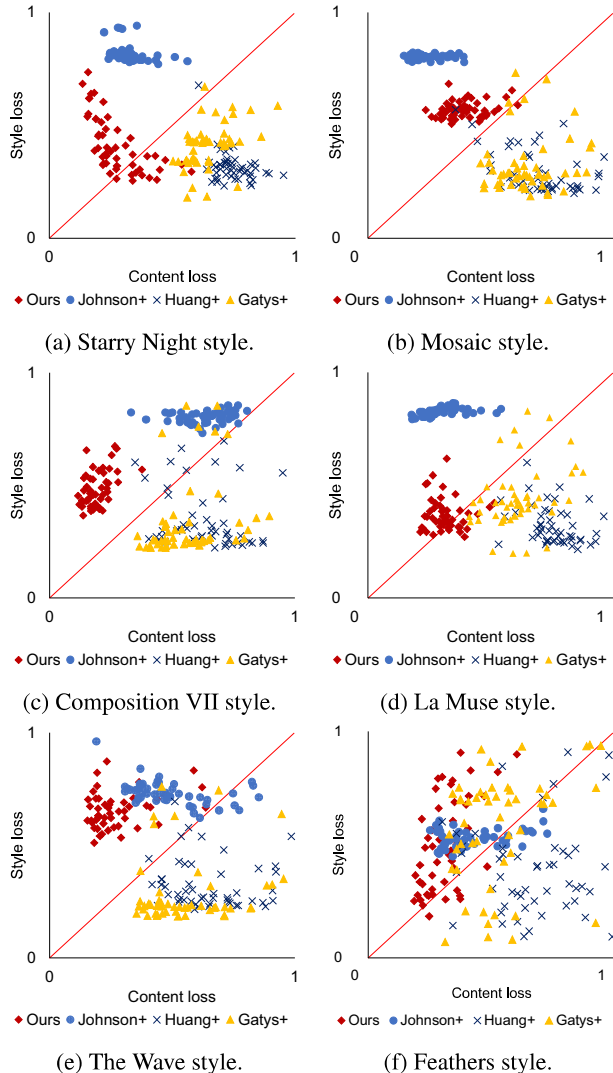 1
Style loss
0
0
Content loss
1
Ours Johnson+ Huang+ Gatys+
(a) Starry Night style.
1
Style loss
0
0
Content loss
1
Ours Johnson+ Huang+ Gatys+
(b) Mosaic style.
1
Style loss
0
0
Content loss
1
Ours Johnson+ Huang+ Gatys+
(c) Composition VII style.
1
Style loss
0
0
Content loss
1
Ours Johnson+ Huang+ Gatys+
(d) La Muse style.
1
Style loss
0
0
Content loss
1
Ours Johnson+ Huang+ Gatys+
(e) The Wave style.
1
Style loss
0
0
Content loss
1
Ours Johnson+ Huang+ Gatys+
(f) Feathers style.